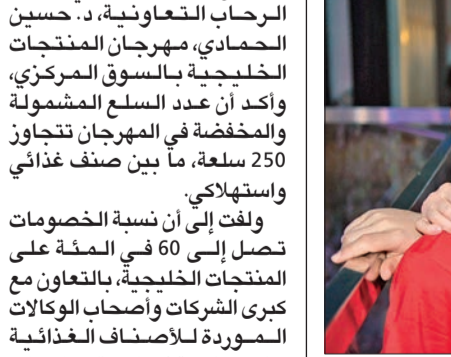 الرحاب التعاونية، د. حسين
الحمادي، مهرجان المنتجات
الخليجية بالسوق المركزي،
وأكد أن عدد السلع المشمولة
والمخفضة في المهرجان تتجاوز
250 سلعة، ما بين صنف غذائي
واستهلاكي.
ولفت إلى أن نسبة الخصومات
تصل إلى 60 في المئة على
المنتجات الخليجية، بالتعاون مع
كبرى الشركات وأصحاب الوكالات
الموردة للأصناف الغذائية